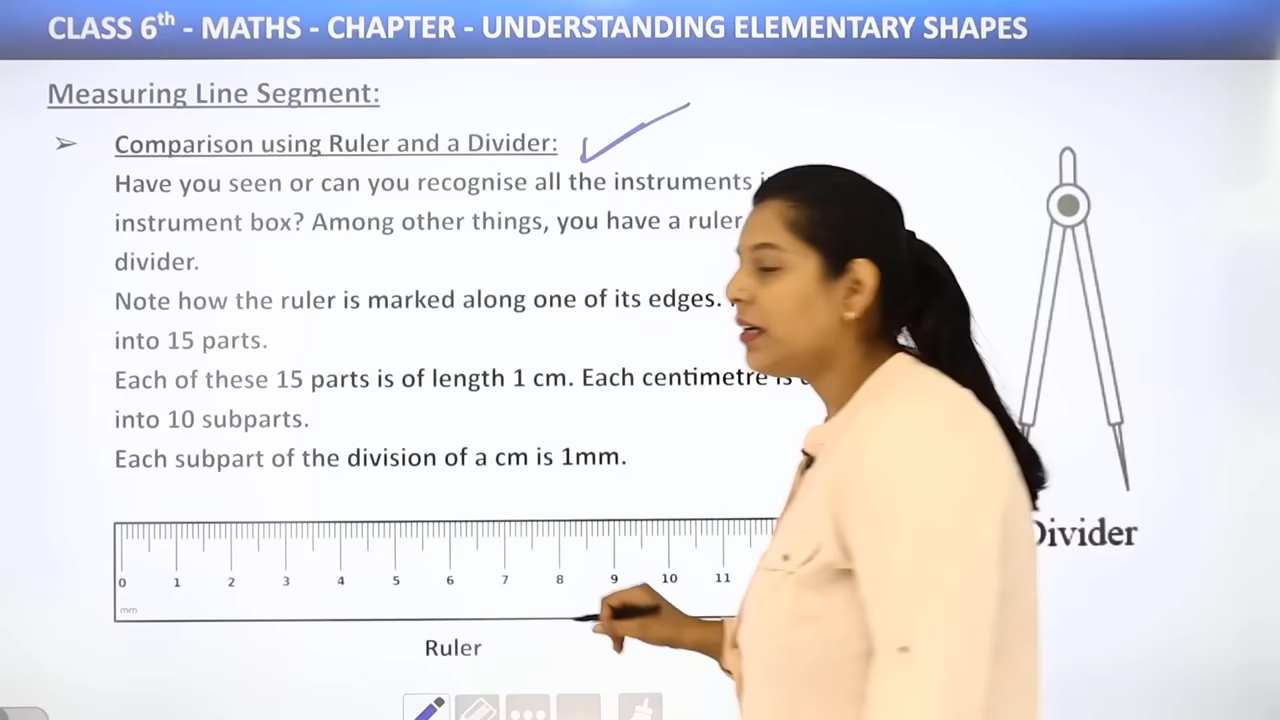 CLASS 6th - MATHS - CHAPTER - UNDERSTANDING ELEMENTARY SHAPES
Measuring Line Segment:
➢ Comparison using Ruler and a Divider:
Have you seen or can you recognise all the instruments
instrument box? Among other things, you have a ruler
divider.
Note how the ruler is marked along one of its edges.
into 15 parts.
Each of these 15 parts is of length 1 cm. Each centimetre is
into 10 subparts.
Each subpart of the division of a cm is 1mm.
0 1 2 3 4 5 6 7 8 9 10 11
mm
Ruler
Divider